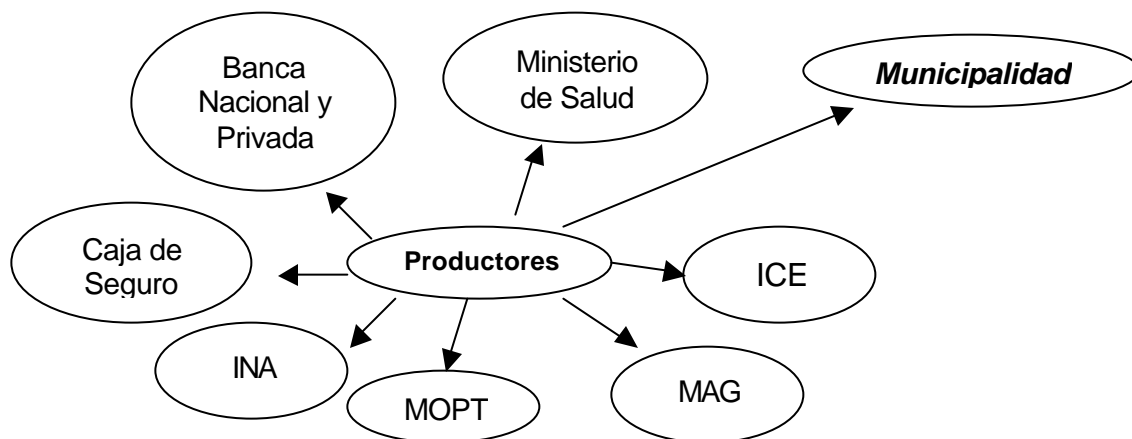 Banca
Nacional y
Privada
Ministerio
de Salud
Municipalidad
Caja de
Seguro
Productores
ICE
INA
MOPT
MAG